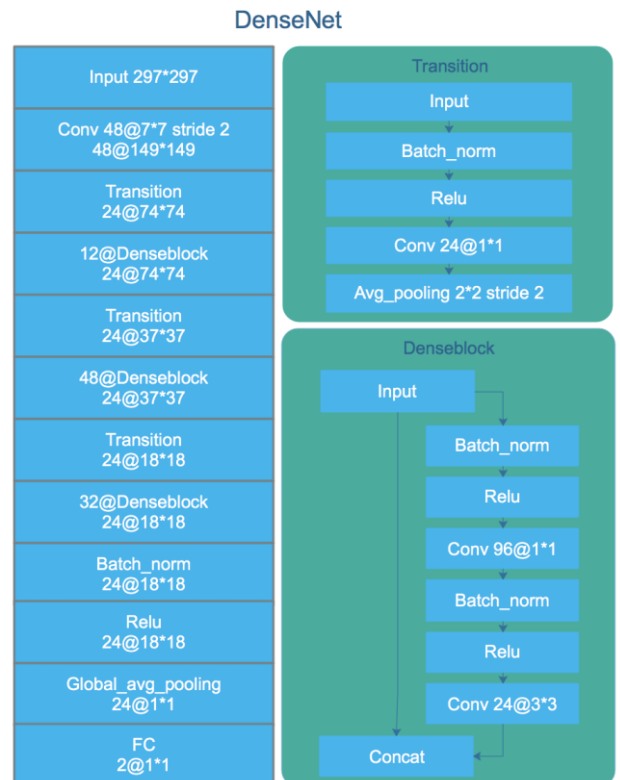 DenseNet
Input 297*297
Conv 48@7*7 stride 2
48@149*149
Transition
24@74*74
12@Denseblock
24@74*74
Transition
24@37*37
48@Denseblock
24@37*37
Transition
24@18*18
32@Denseblock
24@18*18
Batch_norm
24@18*18
Relu
24@18*18
Global_avg_pooling
24@1*1
FC
2@1*1
Transition
Input
Batch_norm
Relu
Conv 24@1*1
Avg_pooling 2*2 stride 2
Denseblock
Input
Batch_norm
Relu
Conv 96@1*1
Batch_norm
Relu
Conv 24@3*3
Concat